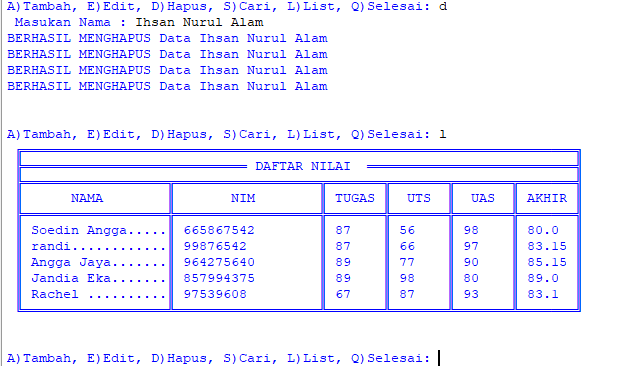 A)Tambah, E)Edit, D)Hapus, S)Cari, L)List, Q)Selesai: d
Masukan Nama : Ihsan Nurul Alam
BERHASIL MENGHAPUS Data Ihsan Nurul Alam
BERHASIL MENGHAPUS Data Ihsan Nurul Alam
BERHASIL MENGHAPUS Data Ihsan Nurul Alam
BERHASIL MENGHAPUS Data Ihsan Nurul Alam
A)Tambah, E)Edit, D)Hapus, S)Cari, L)List, Q)Selesai: l
DAFTAR NILAI
NAMA NIM TUGAS UTS UAS AKHIR
Soedin Angga..... 665867542 87 56 98 80.0
randi............ 99876542 87 66 97 83.15
Angga Jaya....... 964275640 89 77 90 85.15
Jandia Eka....... 857994375 89 98 80 89.0
Rachel .......... 97539608 67 87 93 83.1
A)Tambah, E)Edit, D)Hapus, S)Cari, L)List, Q)Selesai: